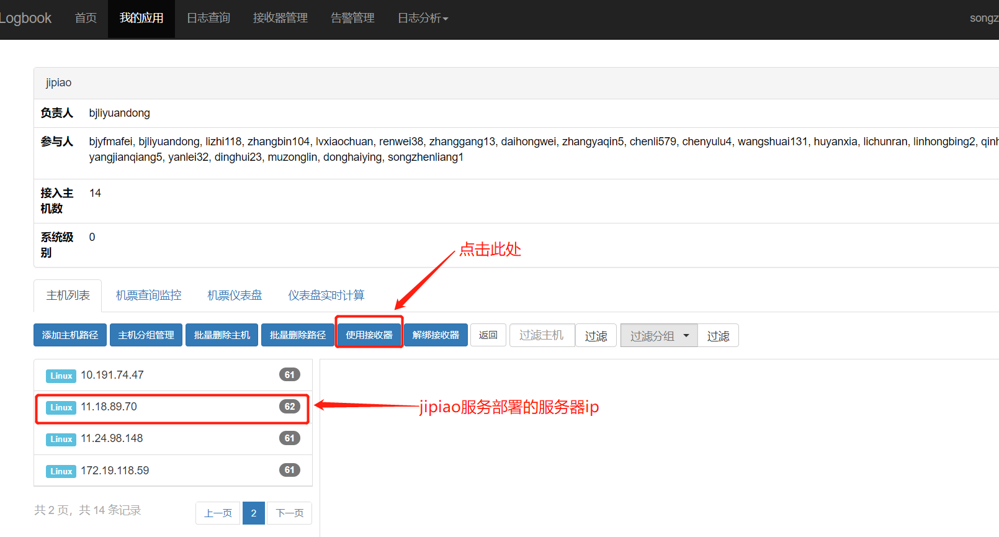 Logbook 首页 我的应用 日志查询 接收器管理 告警管理 日志分析 songz
jipiao
负责人 bjliyuandong
参与人 bjyfmafei, bjliyuandong, lizhi118, zhangbin104, lvxiaochuan, renwei38, zhanggang13, daihongwei, zhangyaqin5, chenli579, chenyulu4, wangshuai131, huyanxia, lichunran, linhongbing2, qinh
yangjianqiang5, yanlei32, dinghui23, muzonglin, donghaiying, songzhenliang1
接入主 14
机数
系统级 0
别
点击此处
主机列表 机票查询监控 机票仪表盘 仪表盘实时计算
添加主机路径 主机分组管理 批量删除主机 批量删除路径 使用接收器 解绑接收器 返回 过滤主机 过滤 过滤分组 过滤
Linux 10.191.74.47 61
Linux 11.18.89.70 62
jipiao服务部署的服务器ip
Linux 11.24.98.148 61
Linux 172.19.118.59 61
共 2 页，共 14 条记录 上一页 2 下一页